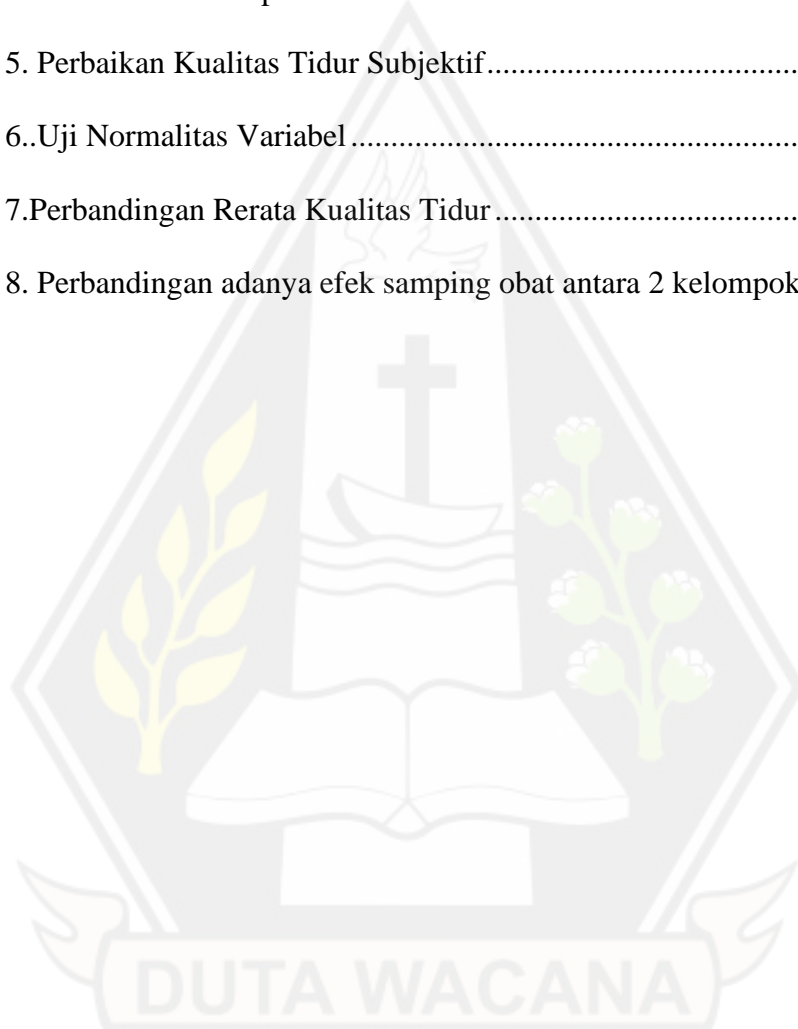 5. Perbaikan Kualitas Tidur Subjektif......................................
6..Uji Normalitas Variabel........................................................
7.Perbandingan Rerata Kualitas Tidur.....................................
8. Perbandingan adanya efek samping obat antara 2 kelompok
DUTA WACANA